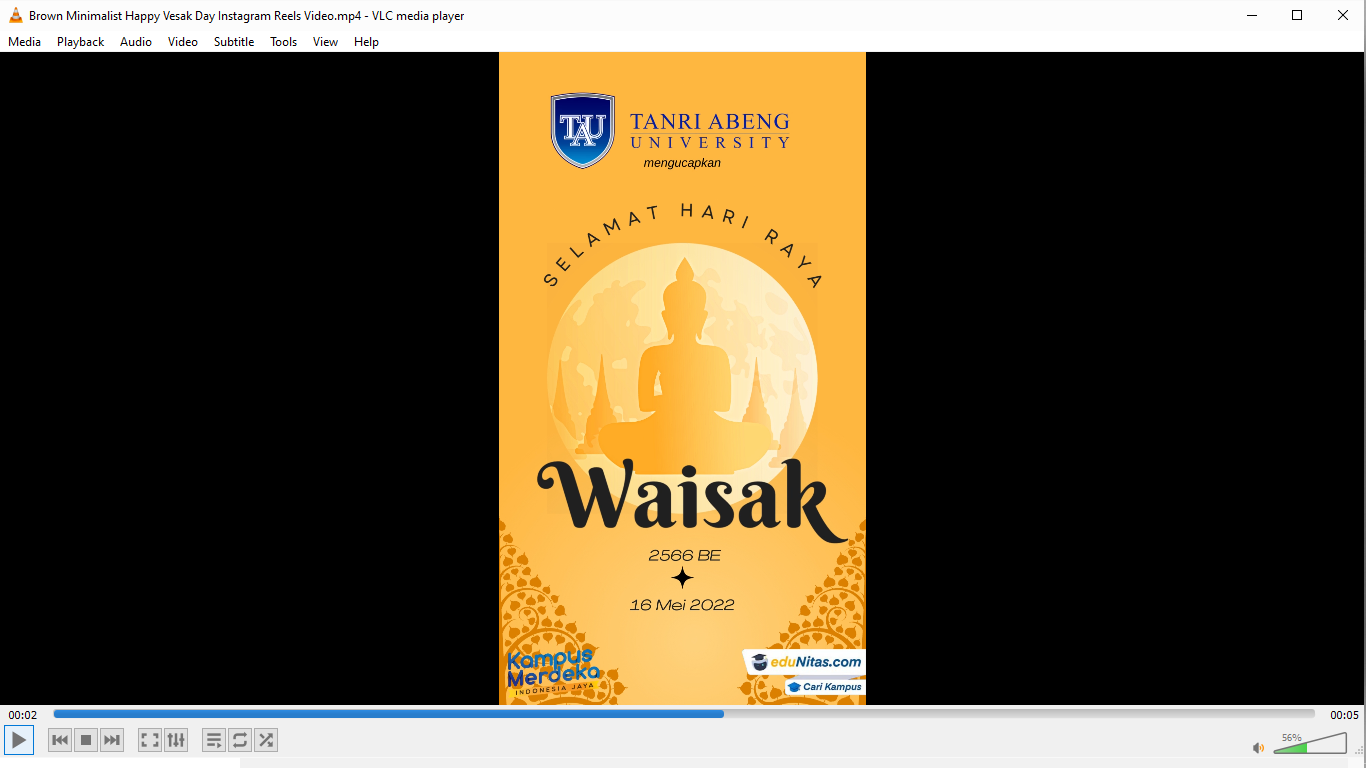 Brown Minimalist Happy Vesak Day Instagram Reels Video.mp4 - VLC media player
Media Playback Audio Video Subtitle Tools View Help
TAU
TANRI ABENG
UNIVERSITY
mengucapkan
SELAMAT HARI RAYA
Waisak
2566 BE
16 Mei 2022
Kampus
Merdeka
INDONESIA JAYA
eduNitas.com
Cari Kampus
00:02
00:05
56%